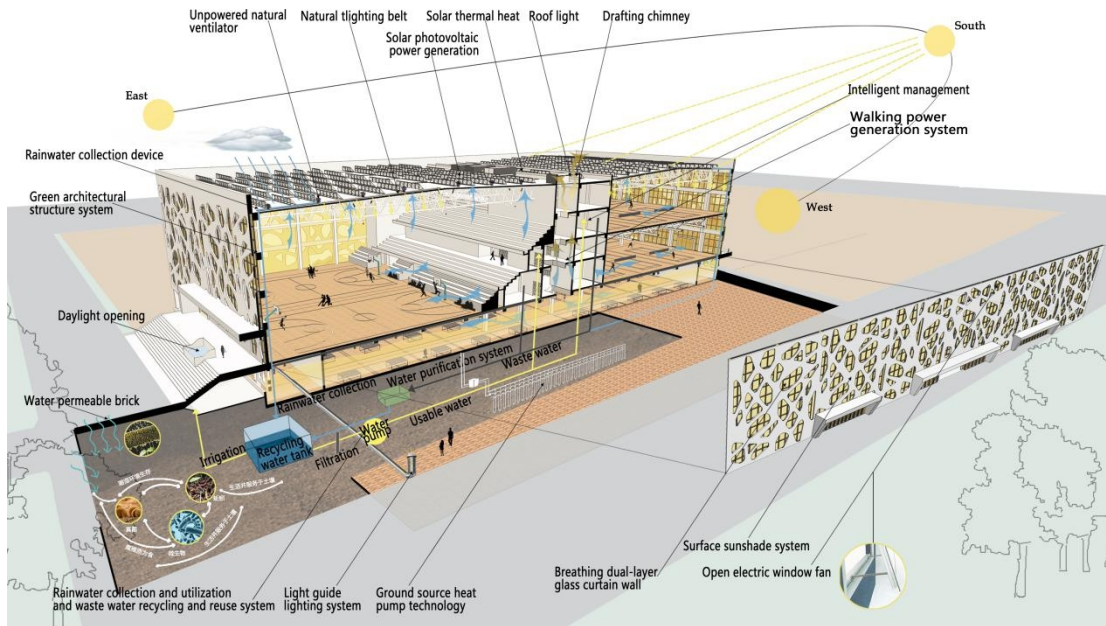 Unpowered natural
ventilator
Natural tlighting belt
Solar thermal heat
Roof light
Drafting chimney
Solar photovoltaic
power generation
South
East
Intelligent management
Walking power
generation system
Rainwater collection device
Green architectural
structure system
West
Daylight opening
Water permeable brick
Rainwater collection
Water purification system
Waste water
Usable water
Water
pump
Irrigation
Recycling
water tank
Filtration
微生物
Surface sunshade system
Breathing dual-layer
glass curtain wall
Open electric window fan
Rainwater collection and utilization
and waste water recycling and reuse system
Light guide
lighting system
Ground source heat
pump technology